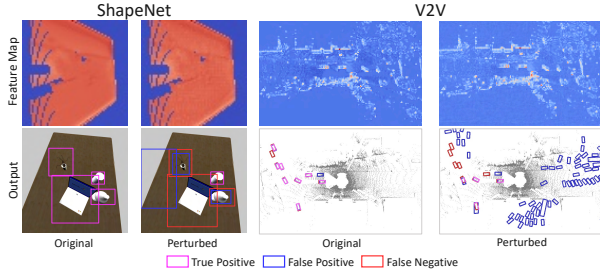 ShapeNet
V2V
Feature Map
Output
Original
Perturbed
Original
Perturbed
True Positive
False Positive
False Negative